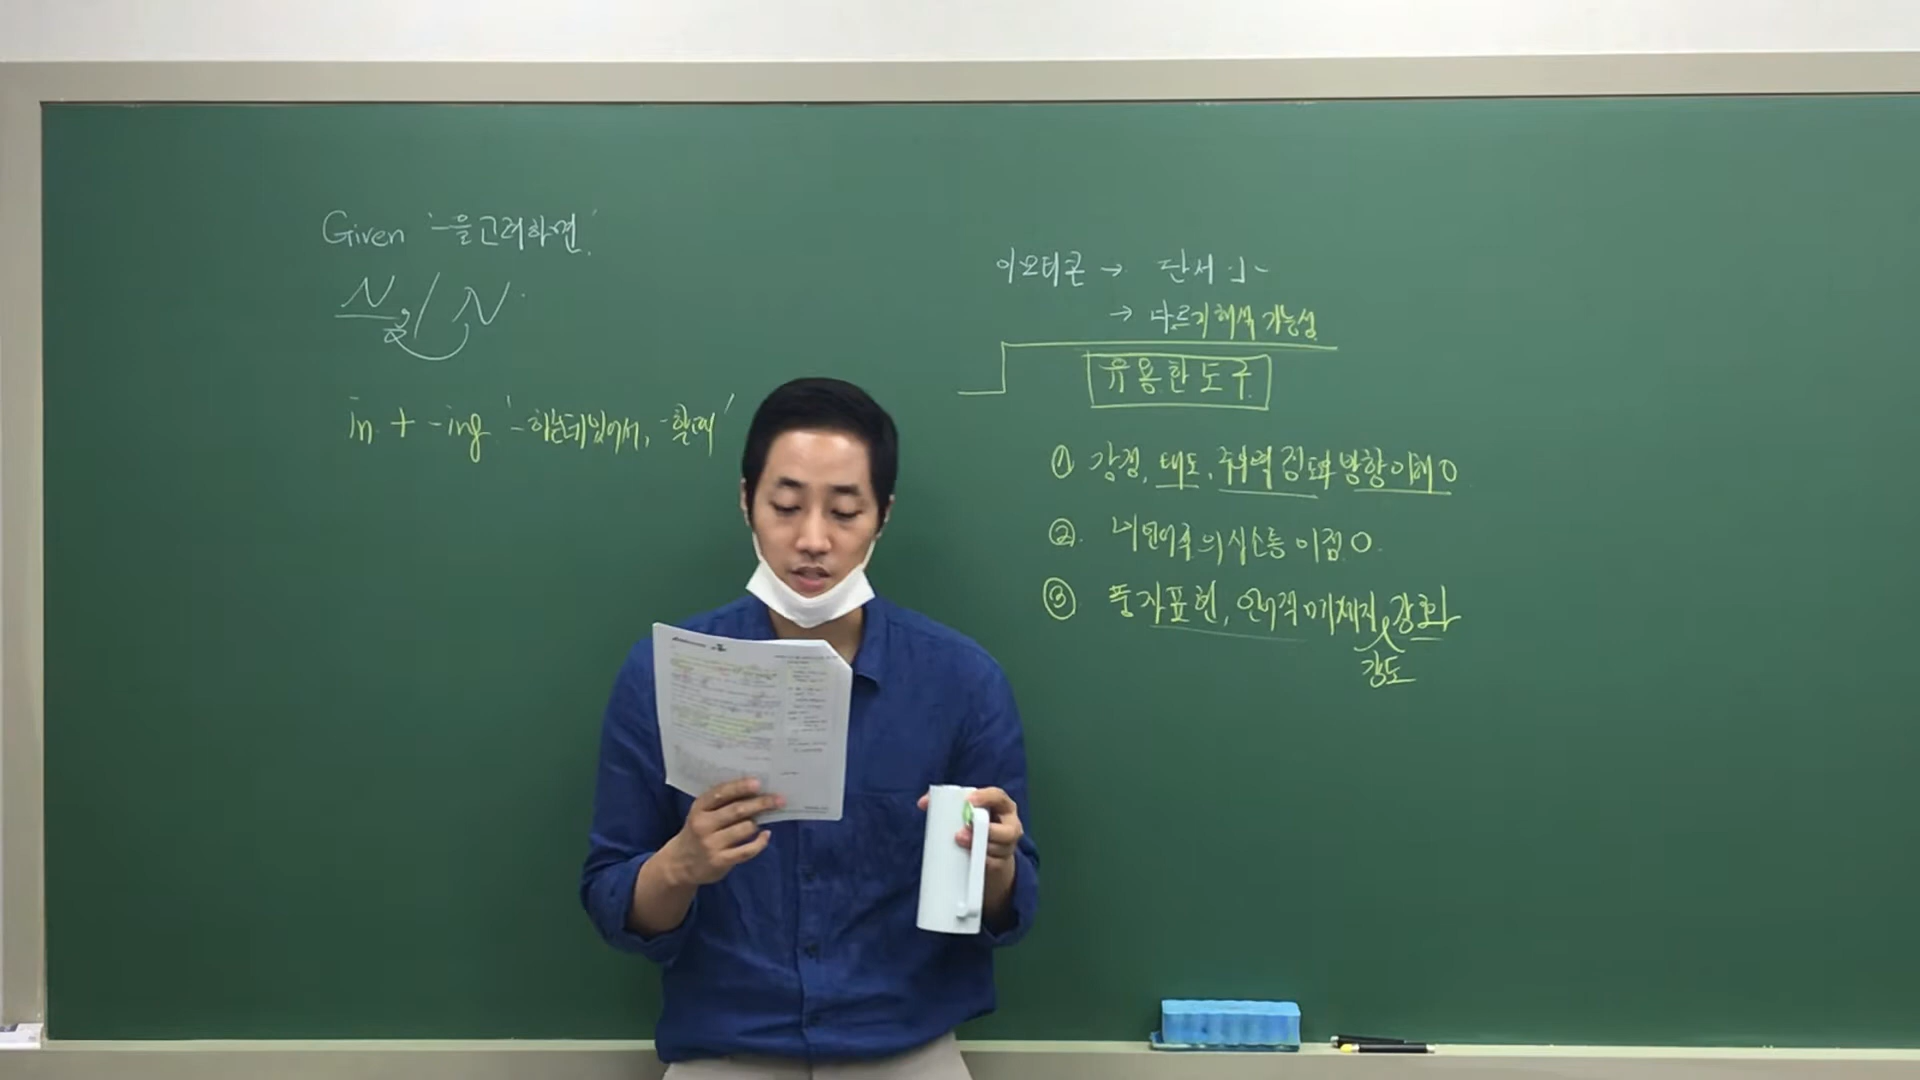 Given '~을 고려하면'
N / N
in + -ing '~하는데 있어서, ~할 때'
이모티콘 → 단서
→ 다르게 해석 가능성
유용한 도구
① 감정, 태도, 주의력 정도와 방향 이해 O
② 비언어적 의사소통 이점 O
③ 풍자표현, 언어적 메시지 강화
강도